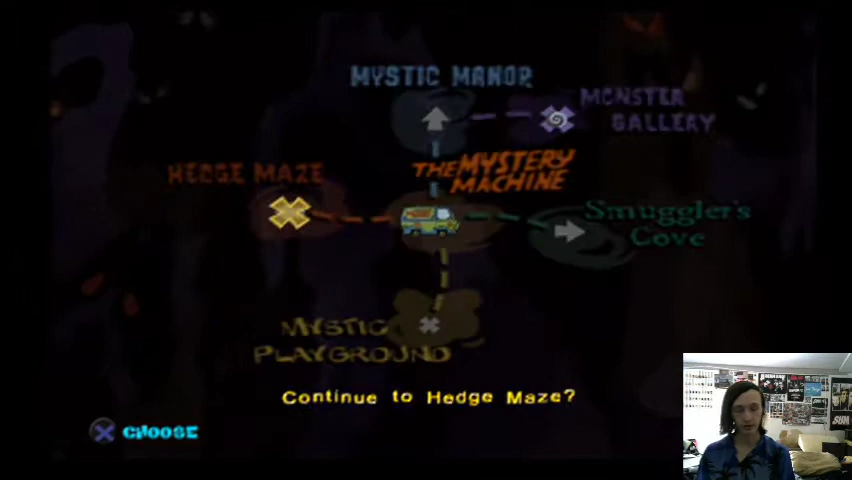 MYSTIC MANOR
MONSTER
GALLERY
HEDGE MAZE
THE MYSTERY
MACHINE
Smuggler's
Cove
MYSTIC
PLAYGROUND
Continue to Hedge Maze?
CHOOSE